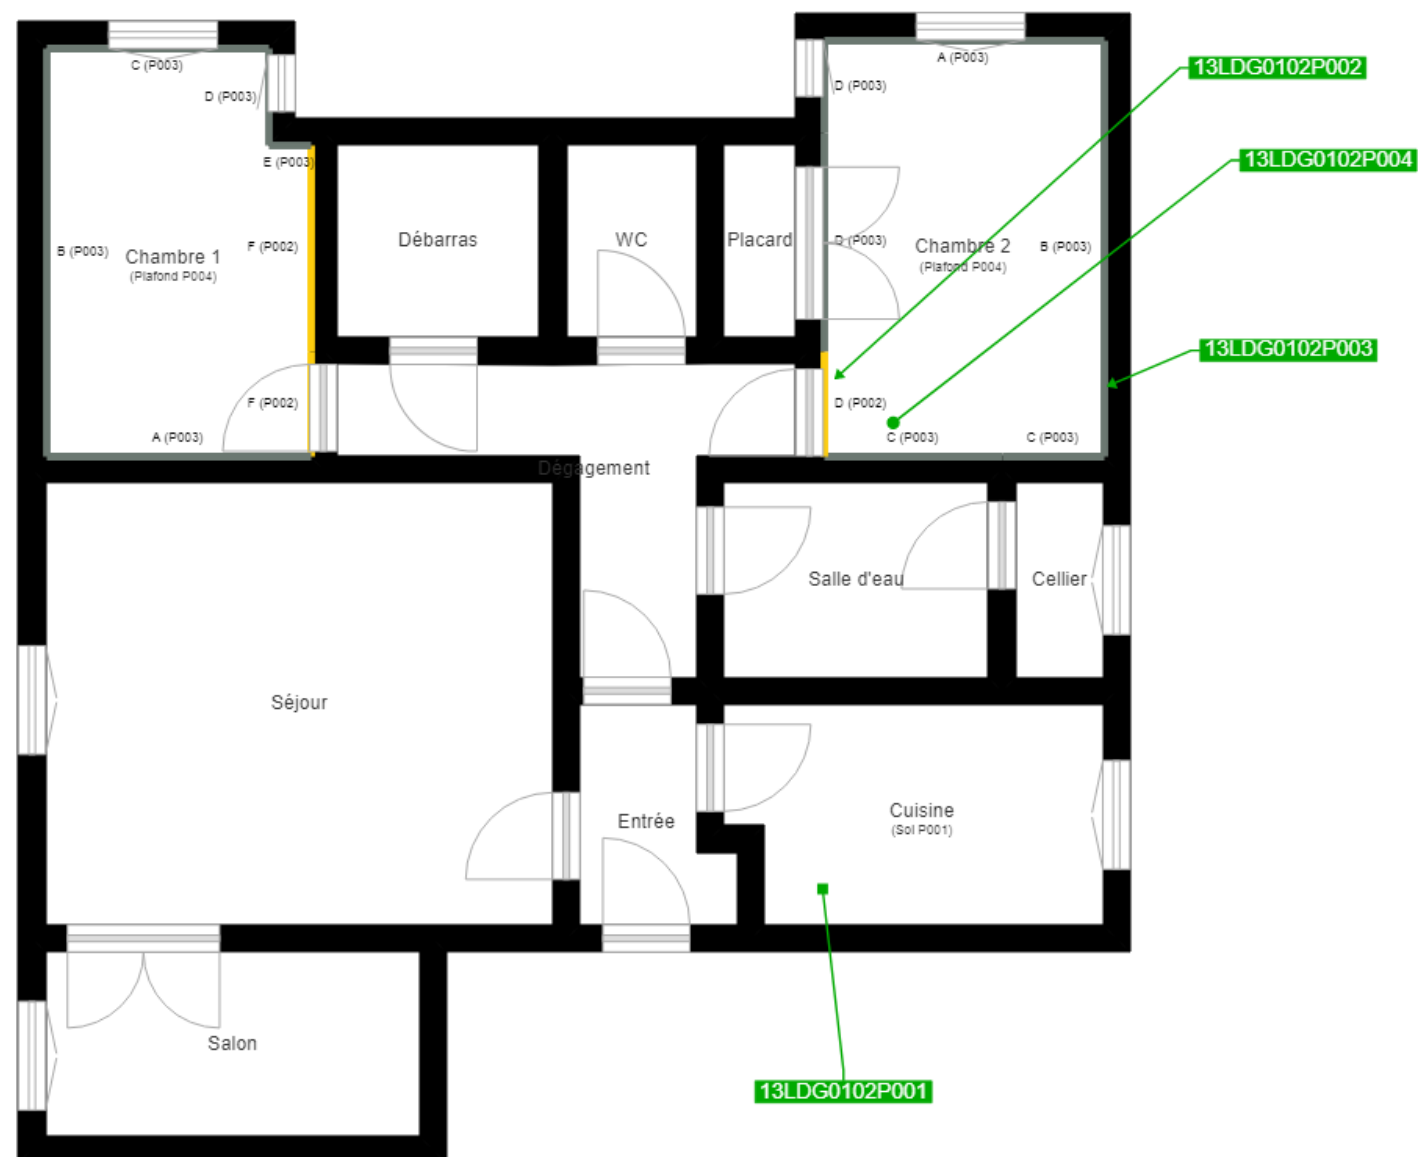 C (P003)
D (P003)
E (P003)
B (P003)
Chambre 1
(Plafond P004)
F (P002)
F (P002)
A (P003)
Débarras
WC
Placard
A (P003)
D (P003)
D (P003)
Chambre 2
(Plafond P004)
B (P003)
D (P002)
C (P003)
C (P003)
13LDG0102P002
13LDG0102P004
13LDG0102P003
Dégagement
Salle d'eau
Cellier
Séjour
Entrée
Cuisine
(Sol P001)
Salon
13LDG0102P001